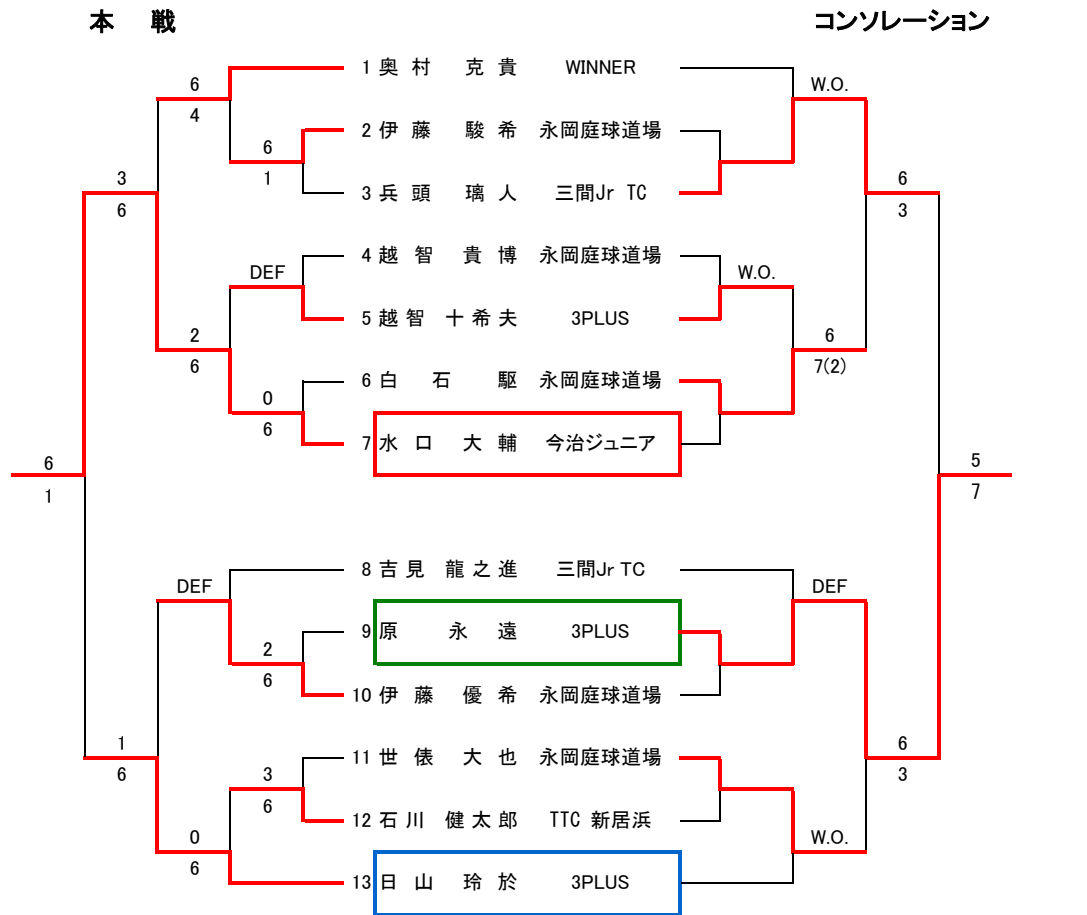 本 戦 コンソレーション
1 奥 村 克 貴 WINNER
6 W.O.
4
2 伊 藤 駿 希 永岡庭球道場
6
1
3 6
3 兵 頭 璃 人 三間Jr TC
6 3
4 越 智 貴 博 永岡庭球道場
DEF W.O.
5 越 智 十 希 夫 3PLUS
2 6
6 7(2)
6 白 石 駆 永岡庭球道場
0
6
7 水 口 大 輔 今治ジュニア
6 5
1 7
8 吉 見 龍 之 進 三間Jr TC
DEF DEF
9 原 永 遠 3PLUS
2
6
10 伊 藤 優 希 永岡庭球道場
1 6
11 世 俵 大 也 永岡庭球道場
6 3
3
6
12 石 川 健 太 郎 TTC 新居浜
0 W.O.
6
13 日 山 玲 於 3PLUS